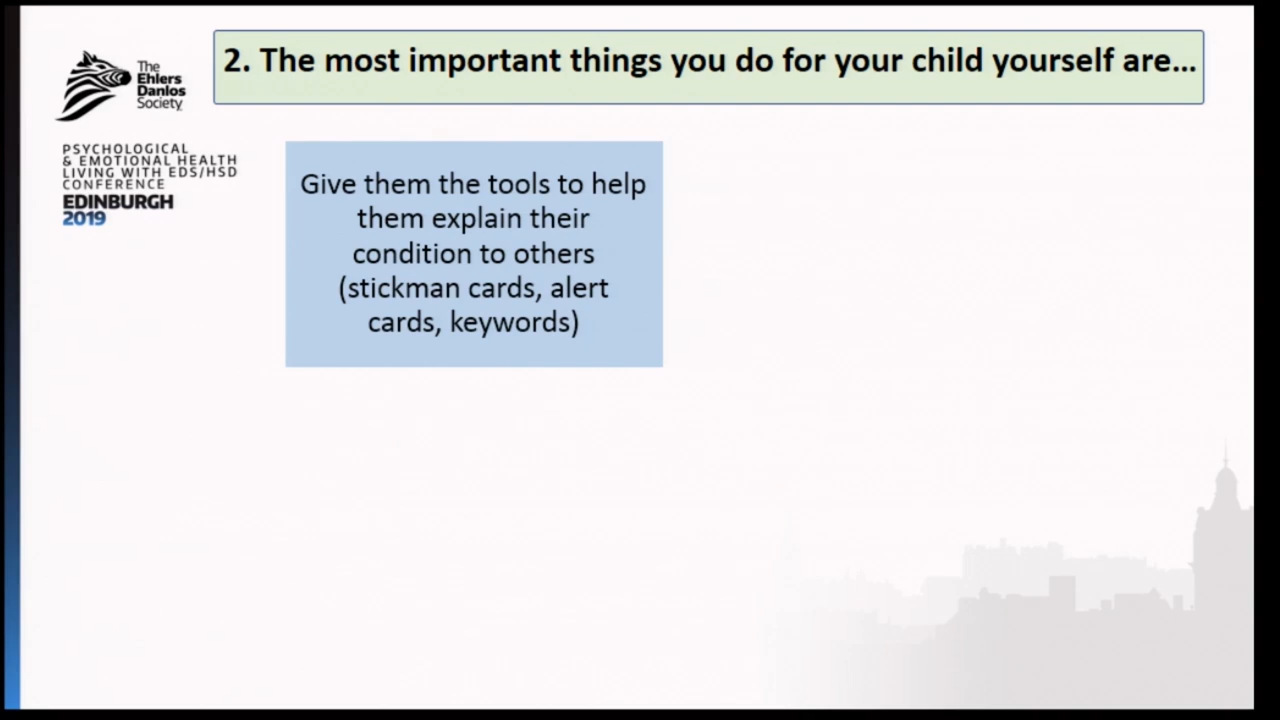 2. The most important things you do for your child yourself are...
The
Ehlers
Danlos
Society
PSYCHOLOGICAL
& EMOTIONAL HEALTH
LIVING WITH EDS/HSD
CONFERENCE
EDINBURGH
2019
Give them the tools to help
them explain their
condition to others
(stickman cards, alert
cards, keywords)